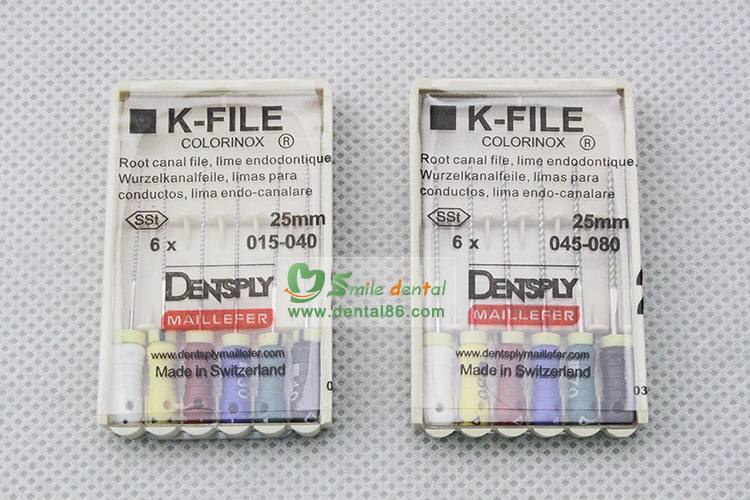 K-FILE
COLORINOX ®
Root canal file, lime endodontique,
Wurzelkanalfeile, limas para
conductos, lima endo-canalare
SSt
25mm
6 x 015-040
DENTSPLY
MAILLEFER
www.dentsplymaillefer.com
Made in Switzerland
K-FILE
COLORINOX ®
Root canal file, lime endodontique,
Wurzelkanalfeile, limas para
conductos, lima endo-canalare
SSt
25mm
6 x 045-080
DENTSPLY
MAILLEFER
www.dentsplymaillefer.com
Made in Switzerland
Smile dental
www.dental86.com